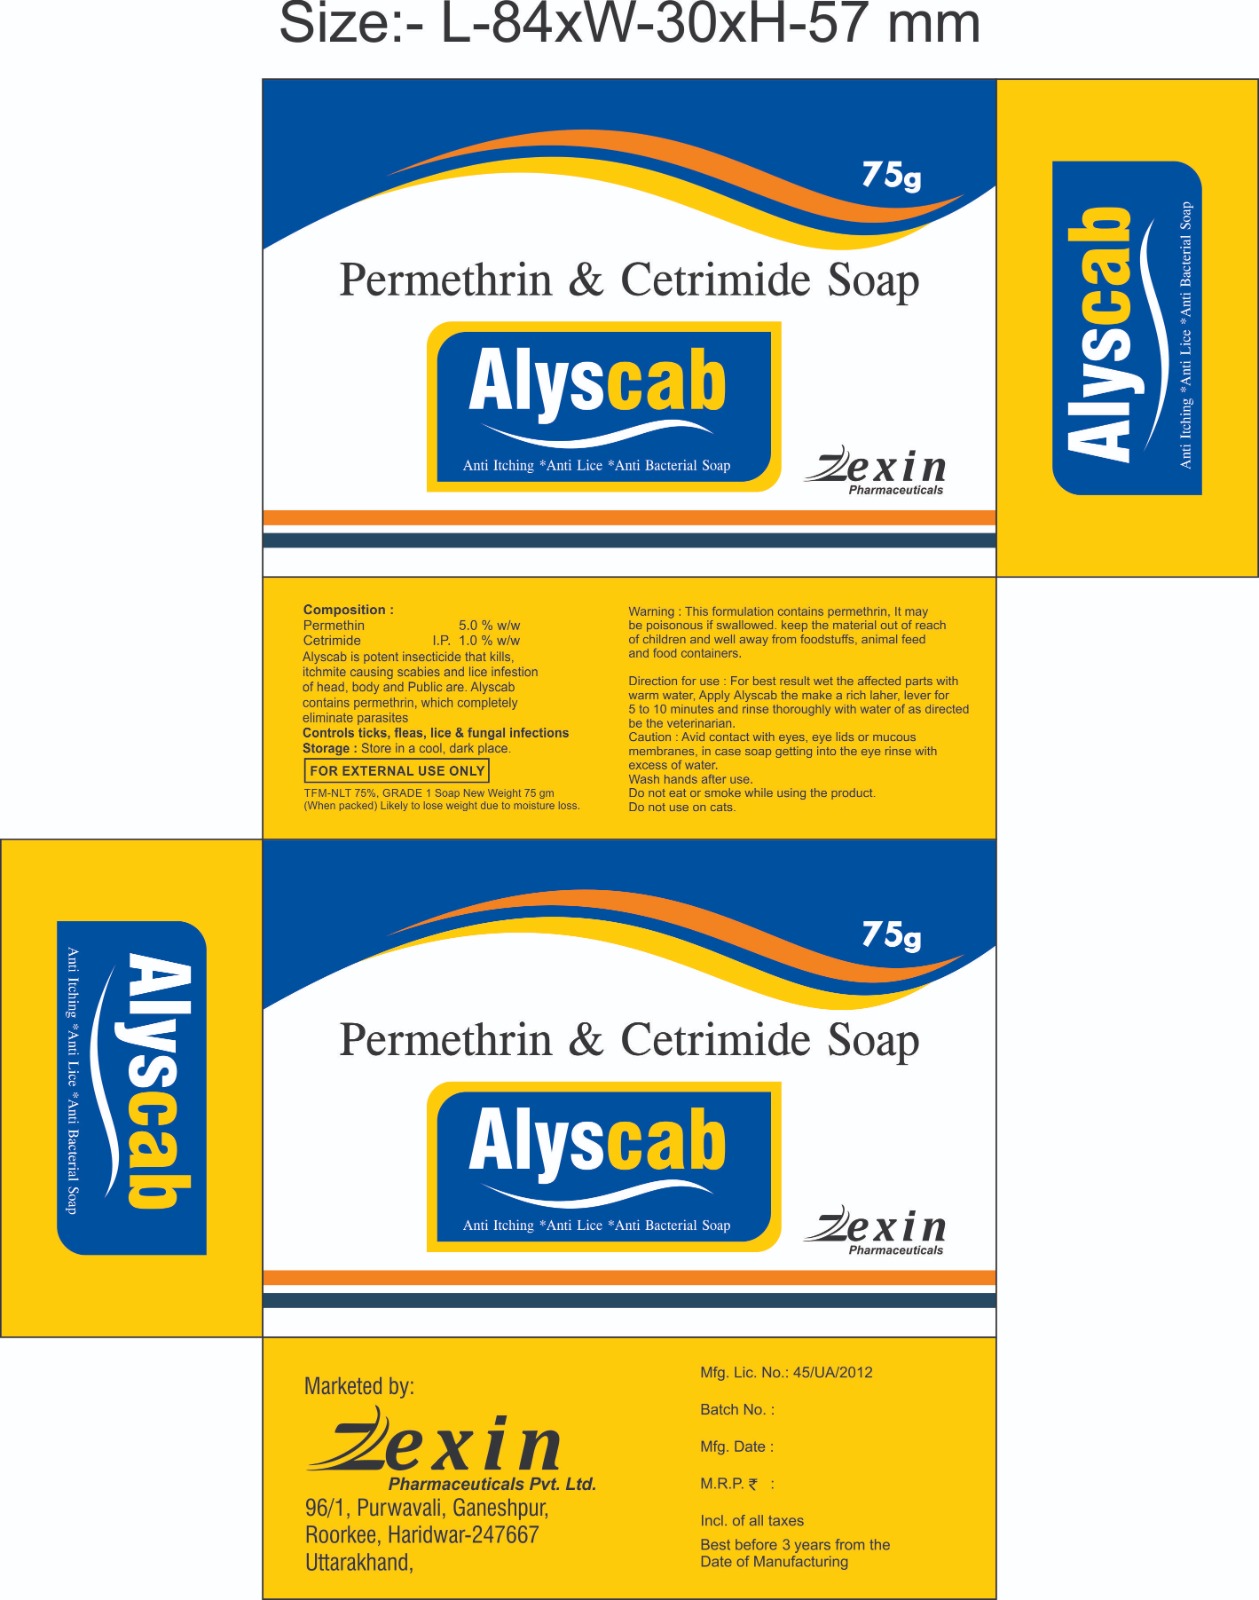 Size:- L-84xW-30xH-57 mm
75g
Permethrin & Cetrimide Soap
Alyscab
Anti Itching *Anti Lice *Anti Bacterial Soap
Zexin
Pharmaceuticals
Alyscab
Anti Itching *Anti Lice *Anti Bacterial Soap
Composition :
Permethin 5.0 % w/w
Cetrimide I.P. 1.0 % w/w
Alyscab is potent insecticide that kills,
itchmite causing scabies and lice infestion
of head, body and Public are. Alyscab
contains permethrin, which completely
eliminate parasites
Controls ticks, fleas, lice & fungal infections
Storage : Store in a cool, dark place.
FOR EXTERNAL USE ONLY
TFM-NLT 75%, GRADE 1 Soap New Weight 75 gm
(When packed) Likely to lose weight due to moisture loss.
Warning : This formulation contains permethrin, It may
be poisonous if swallowed. keep the material out of reach
of children and well away from foodstuffs, animal feed
and food containers.
Direction for use : For best result wet the affected parts with
warm water, Apply Alyscab the make a rich laher, lever for
5 to 10 minutes and rinse thoroughly with water of as directed
be the veterinarian.
Caution : Avid contact with eyes, eye lids or mucous
membranes, in case soap getting into the eye rinse with
excess of water.
Wash hands after use.
Do not eat or smoke while using the product.
Do not use on cats.
Alyscab
Anti Itching *Anti Lice *Anti Bacterial Soap
75g
Permethrin & Cetrimide Soap
Alyscab
Anti Itching *Anti Lice *Anti Bacterial Soap
Zexin
Pharmaceuticals
Marketed by:
Zexin
Pharmaceuticals Pvt. Ltd.
96/1, Purwavali, Ganeshpur,
Roorkee, Haridwar-247667
Uttarakhand,
Mfg. Lic. No.: 45/UA/2012
Batch No. :
Mfg. Date :
M.R.P. ₹ :
Incl. of all taxes
Best before 3 years from the
Date of Manufacturing